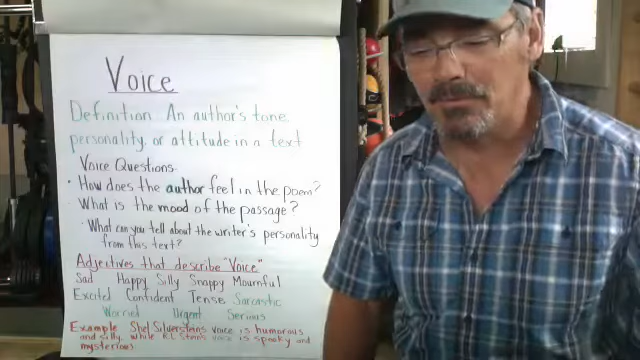 Voice
Definition: An author's tone,
personality, or attitude in a text
Voice Questions.
• How does the author feel in the poem?
• What is the mood of the passage?
• What can you tell about the writer's personality
from this text?
Adjectives that describe "Voice"
Sad Happy Silly Snappy Mournful
Excited Confident Tense Sarcastic
Worried Urgent Serious
Example Shel Silverstein's voice is humorous
and silly, while R.L. Stein's voice is spooky and
mysterious.